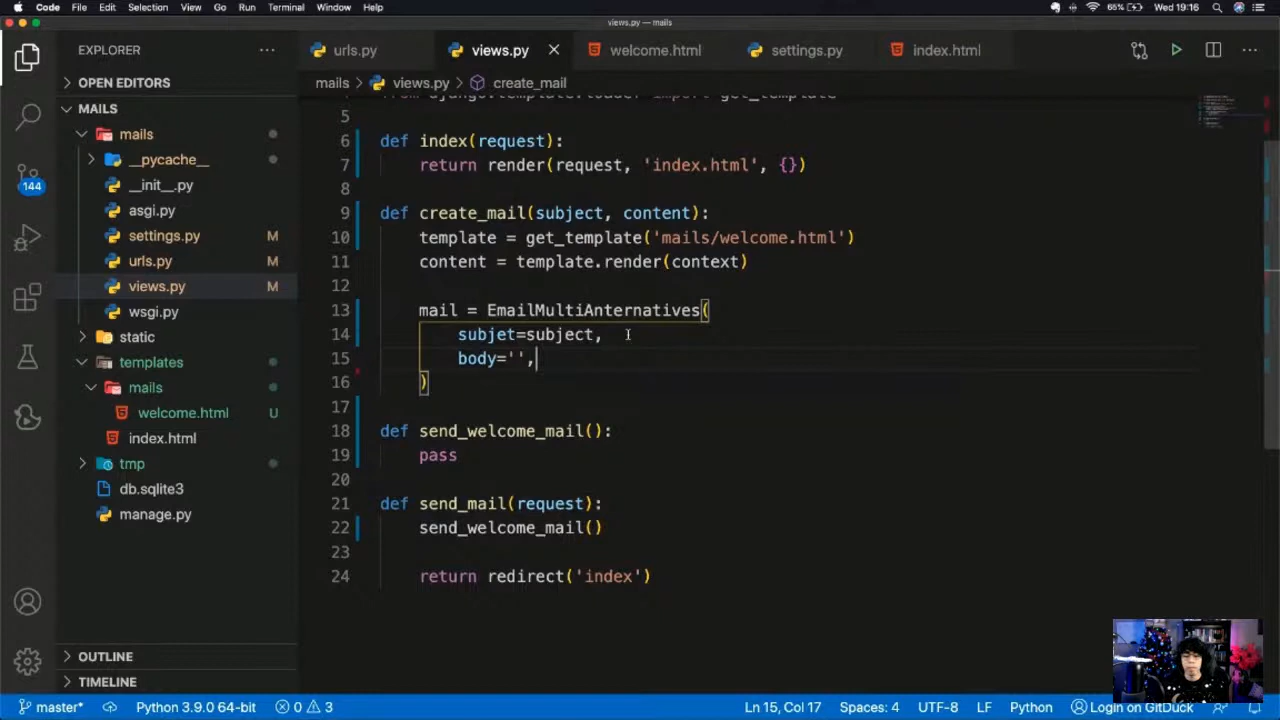 Code File Edit Selection View Go Run Terminal Window Help 65% Wed 19:16
views.py — mails
EXPLORER
urls.py views.py welcome.html settings.py index.html
OPEN EDITORS
mails > views.py > create_mail
MAILS
mails
__pycache__
__init__.py
asgi.py
settings.py M
urls.py M
views.py M
wsgi.py
static
templates
mails
welcome.html U
index.html
tmp
db.sqlite3
manage.py
OUTLINE
TIMELINE
144
from django.template.loader import get_template
5
6 def index(request):
7 return render(request, 'index.html', {})
8
9 def create_mail(subject, content):
10 template = get_template('mails/welcome.html')
11 content = template.render(context)
12
13 mail = EmailMultiAnternatives(
14 subjet=subject,
15 body='',
16 )
17
18 def send_welcome_mail():
19 pass
20
21 def send_mail(request):
22 send_welcome_mail()
23
24 return redirect('index')
master* Python 3.9.0 64-bit 0 3 Ln 15, Col 17 Spaces: 4 UTF-8 LF Python Login on GitDuck